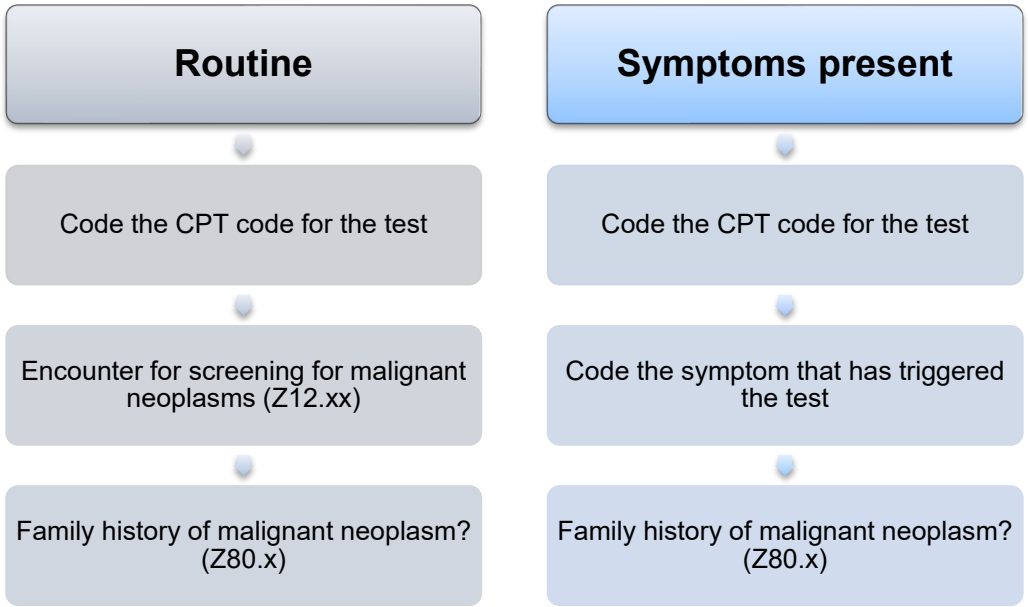 Routine
Code the CPT code for the test
Encounter for screening for malignant
neoplasms (Z12.xx)
Family history of malignant neoplasm?
(Z80.x)
Symptoms present
Code the CPT code for the test
Code the symptom that has triggered
the test
Family history of malignant neoplasm?
(Z80.x)